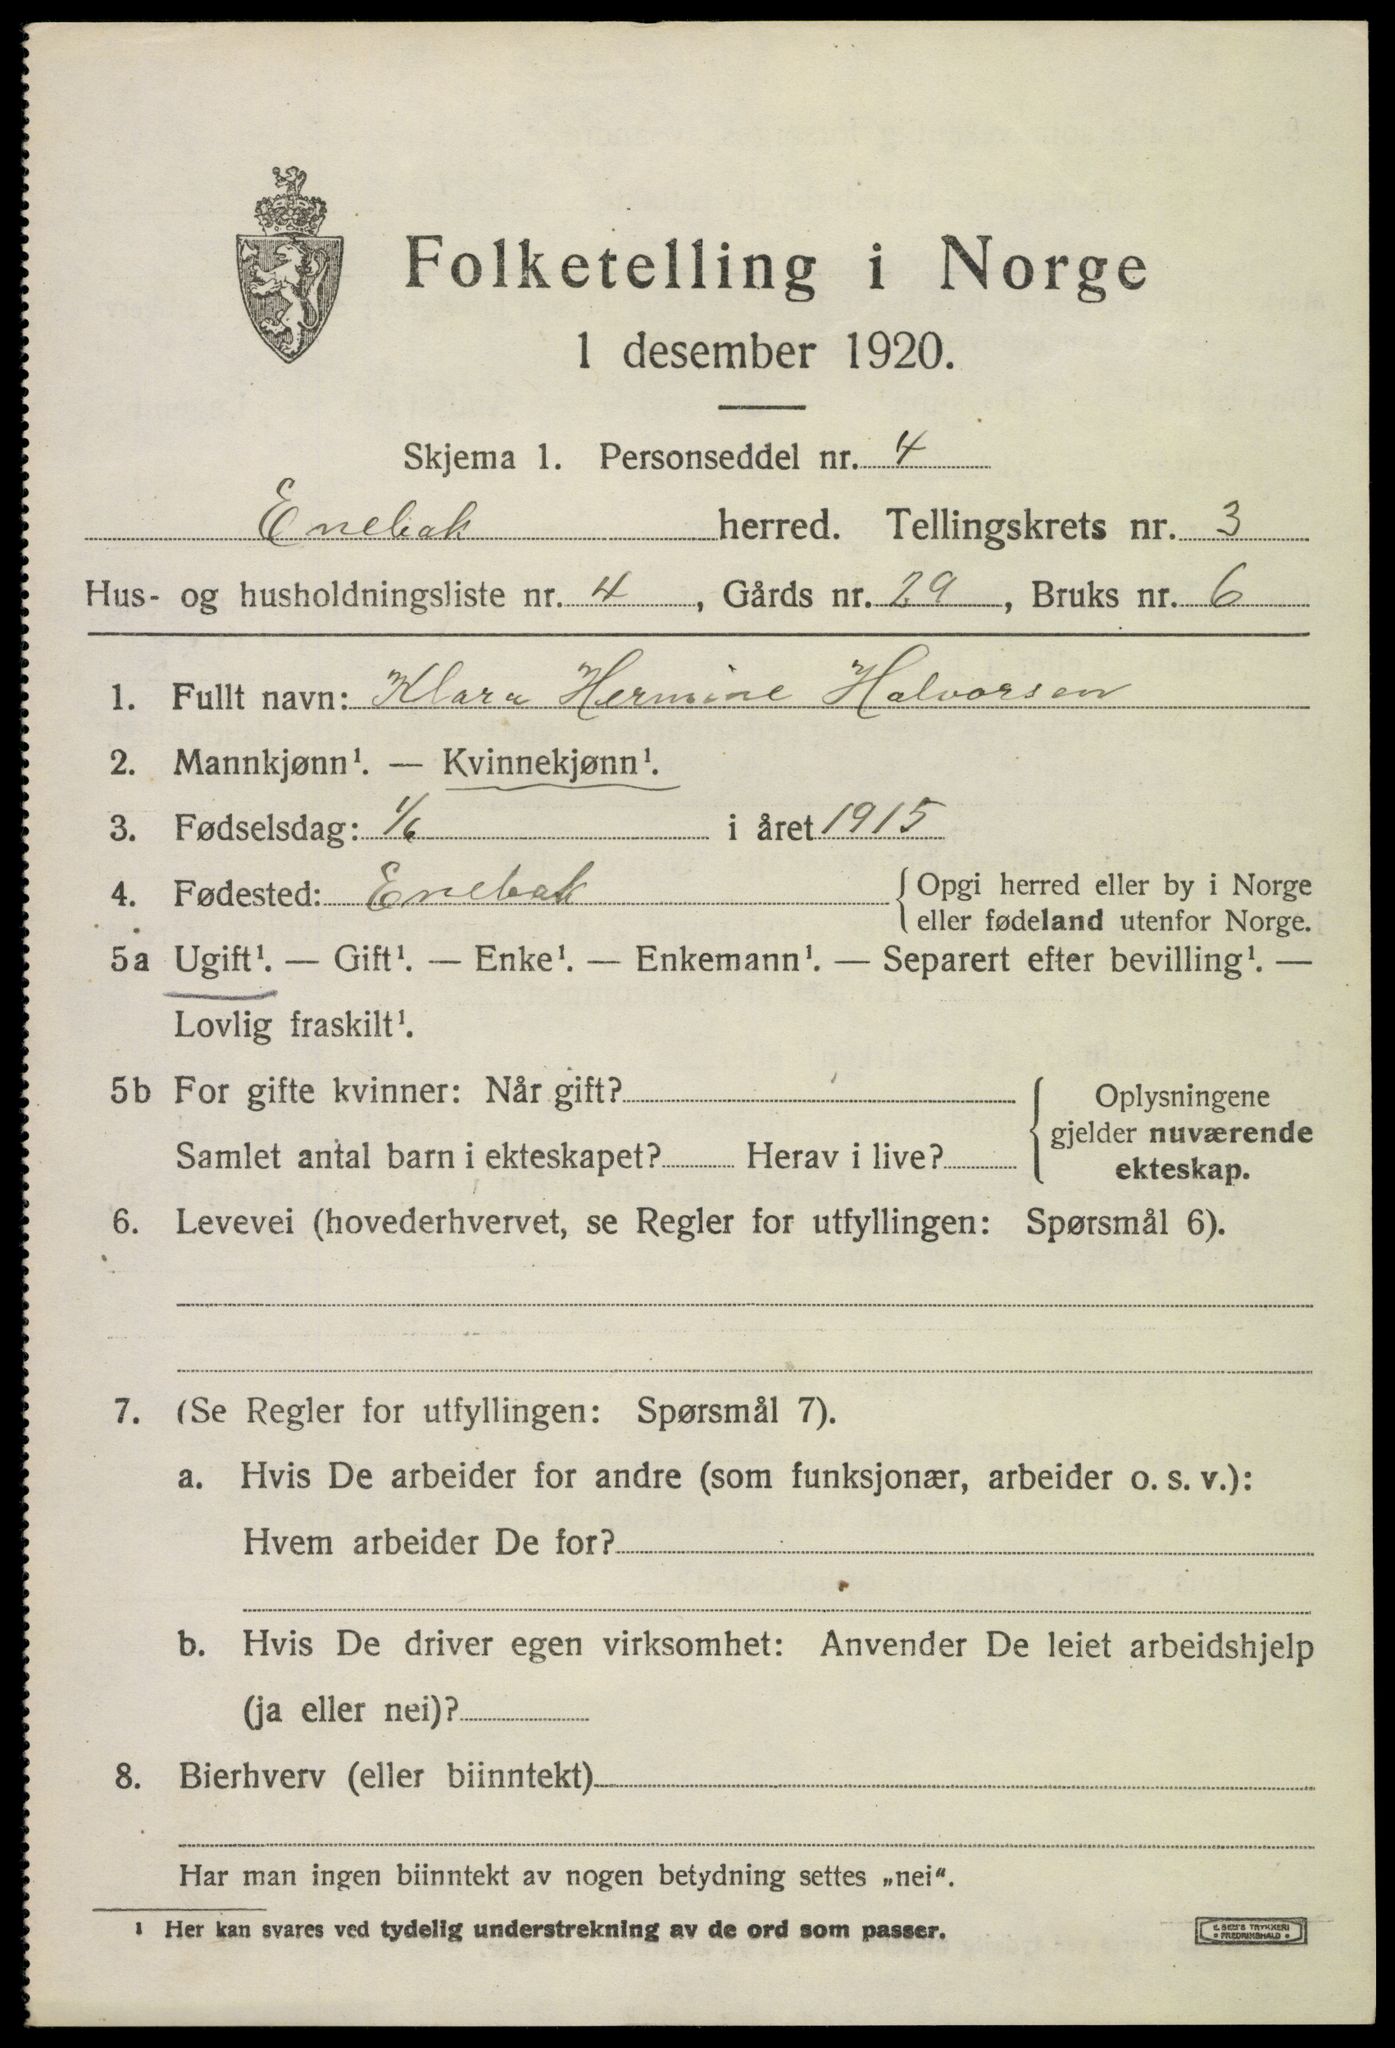 Folketelling i Norge
1 desember 1920.
Skjema 1. Personseddel nr. 4
Enebak herred. Tellingskrets nr. 3
Hus- og husholdningsliste nr. 4, Gårds nr. 29, Bruks nr. 6
1. Fullt navn: Klara Hermine Halvorsen
2. Mannkjønn¹. — Kvinnekjønn¹.
3. Fødselsdag: 1/6 i året 1915
4. Fødested: Enebak { Opgi herred eller by i Norge
eller fødeland utenfor Norge.
5a Ugift¹. — Gift¹. — Enke¹. — Enkemann¹. — Separert efter bevilling¹. —
Lovlig fraskilt¹.
5b For gifte kvinner: Når gift?
Samlet antal barn i ekteskapet? Herav i live?
Oplysningene
gjelder nuværende
ekteskap.
6. Levevei (hovederhvervet, se Regler for utfyllingen: Spørsmål 6).
7. (Se Regler for utfyllingen: Spørsmål 7).
a. Hvis De arbeider for andre (som funksjonær, arbeider o. s. v.):
Hvem arbeider De for?
b. Hvis De driver egen virksomhet: Anvender De leiet arbeidshjelp
(ja eller nei)?
8. Bierhverv (eller biinntekt)
Har man ingen biinntekt av nogen betydning settes „nei“.
¹ Her kan svares ved tydelig understrekning av de ord som passer.
E. SEM'S TRYKKERI
• FREDRIKSHALD •